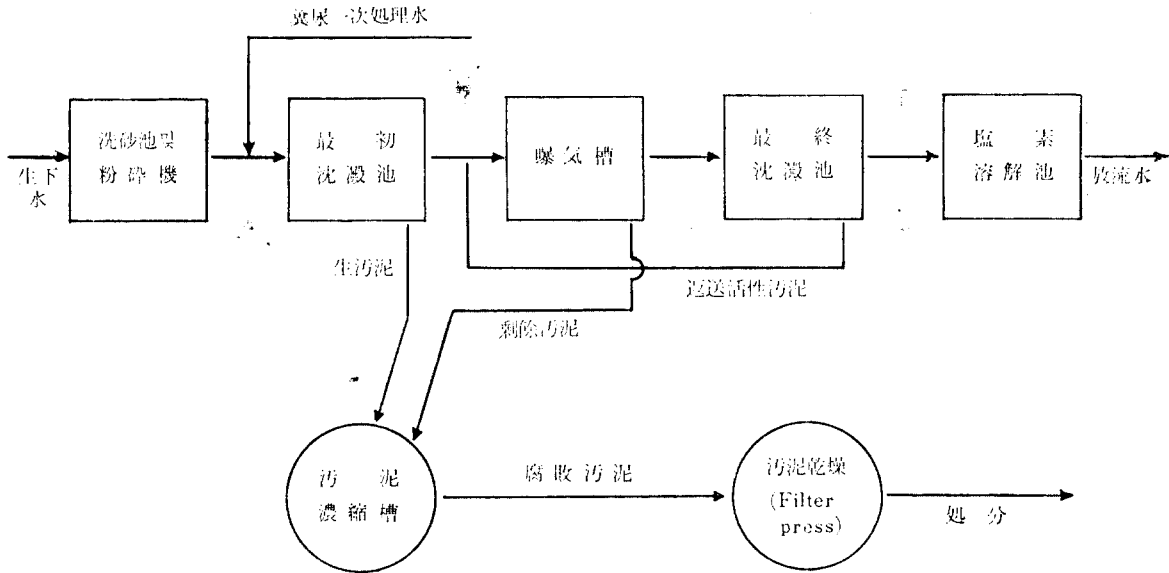 糞尿一次処理水
洗砂池및
粉砕機
最初
沈澱池
曝気槽
最終
沈澱池
塩素
溶解池
生下
水
放流水
生汚泥
返送活性汚泥
剰餘汚泥
汚泥
濃縮槽
腐敗汚泥
汚泥乾燥
(Filter
press)
処分